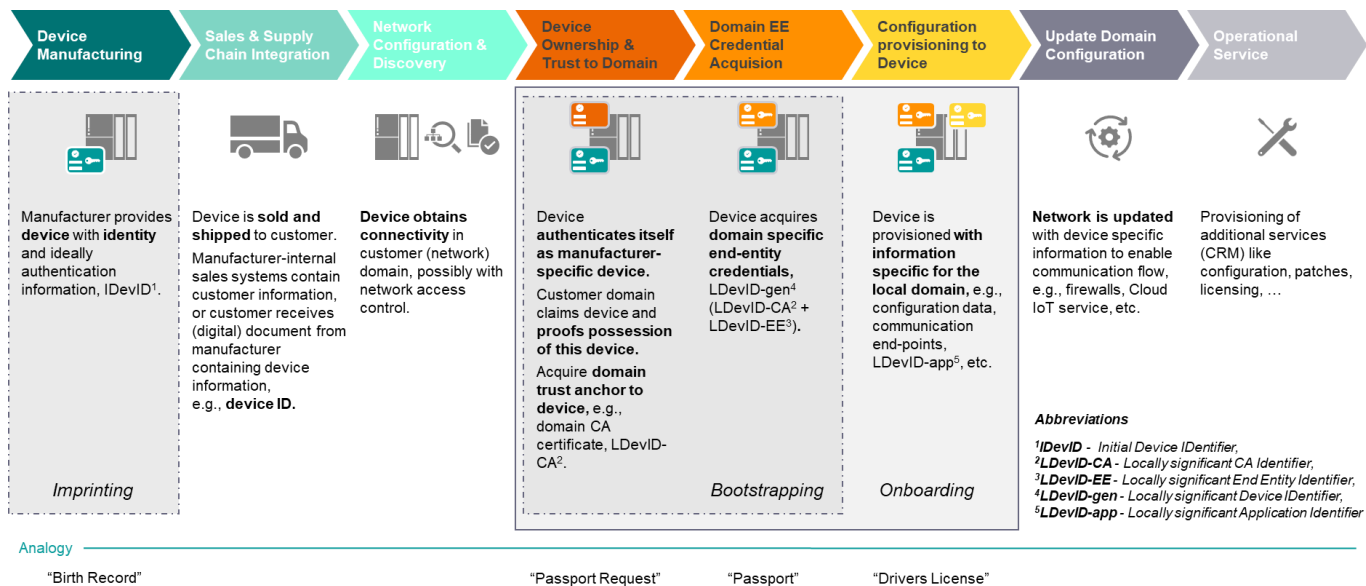 Device
Manufacturing
Sales & Supply
Chain Integration
Network
Configuration &
Discovery
Device
Ownership &
Trust to Domain
Domain EE
Credential
Acquision
Configuration
provisioning to
Device
Update Domain
Configuration
Operational
Service
Manufacturer provides
device with identity
and ideally
authentication
information, IDevID¹.
Imprinting
Device is sold and
shipped to customer.
Manufacturer-internal
sales systems contain
customer information,
or customer receives
(digital) document from
manufacturer
containing device
information,
e.g., device ID.
Device obtains
connectivity in
customer (network)
domain, possibly with
network access
control.
Device
authenticates itself
as manufacturer-
specific device.
Customer domain
claims device and
proofs possession
of this device.
Acquire domain
trust anchor to
device, e.g.,
domain CA
certificate, LDevID-
CA².
Device acquires
domain specific
end-entity
credentials,
LDevID-gen⁴
(LDevID-CA² +
LDevID-EE³).
Bootstrapping
Device is
provisioned with
information
specific for the
local domain, e.g.,
configuration data,
communication
end-points,
LDevID-app⁵, etc.
Onboarding
Network is updated
with device specific
information to enable
communication flow,
e.g., firewalls, Cloud
IoT service, etc.
Provisioning of
additional services
(CRM) like
configuration, patches,
licensing, …
Abbreviations
¹IDevID - Initial Device IDentifier,
²LDevID-CA - Locally significant CA Identifier,
³LDevID-EE - Locally significant End Entity Identifier,
⁴LDevID-gen - Locally significant Device IDentifier,
⁵LDevID-app - Locally significant Application Identifier
Analogy
“Birth Record”
“Passport Request”
“Passport”
“Drivers License”